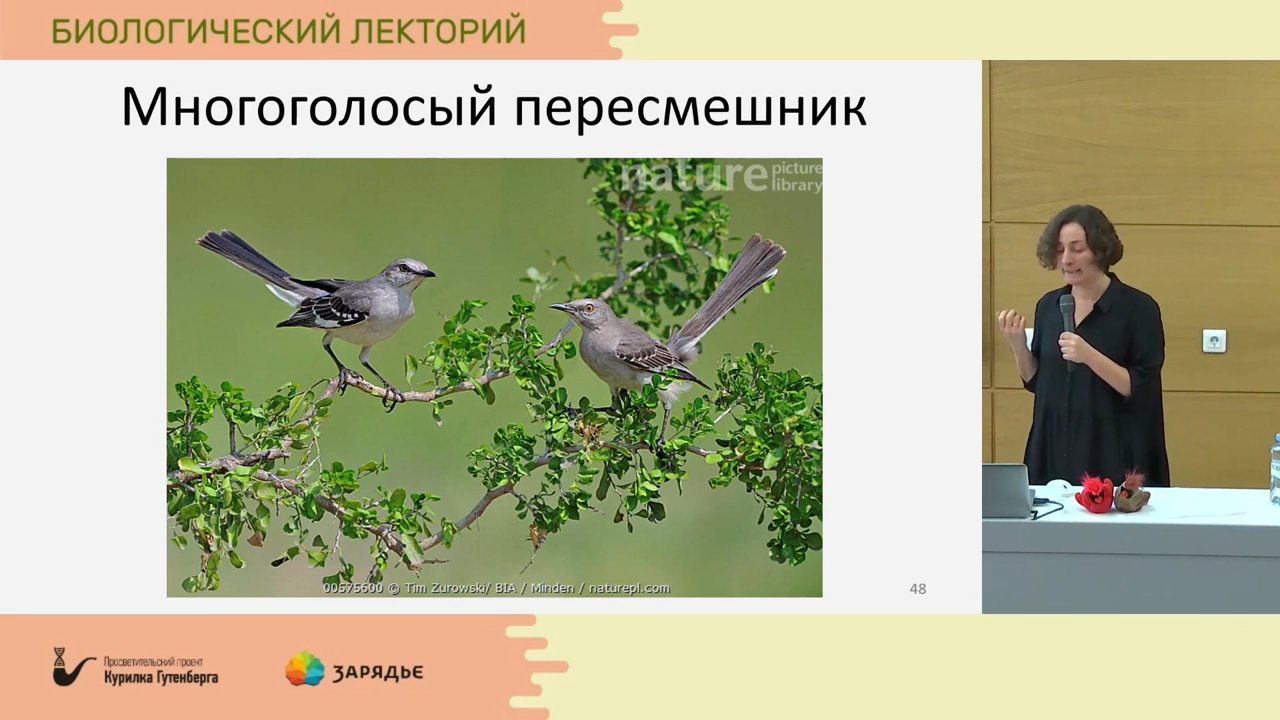 БИОЛОГИЧЕСКИЙ ЛЕКТОРИЙ
Многоголосый пересмешник
nature picture library
00575600 © Tim Zurowski/ BIA / Minden / naturepl.com
48
Просветительский проект
Курилка Гутенберга
ЗАРЯДЬЕ